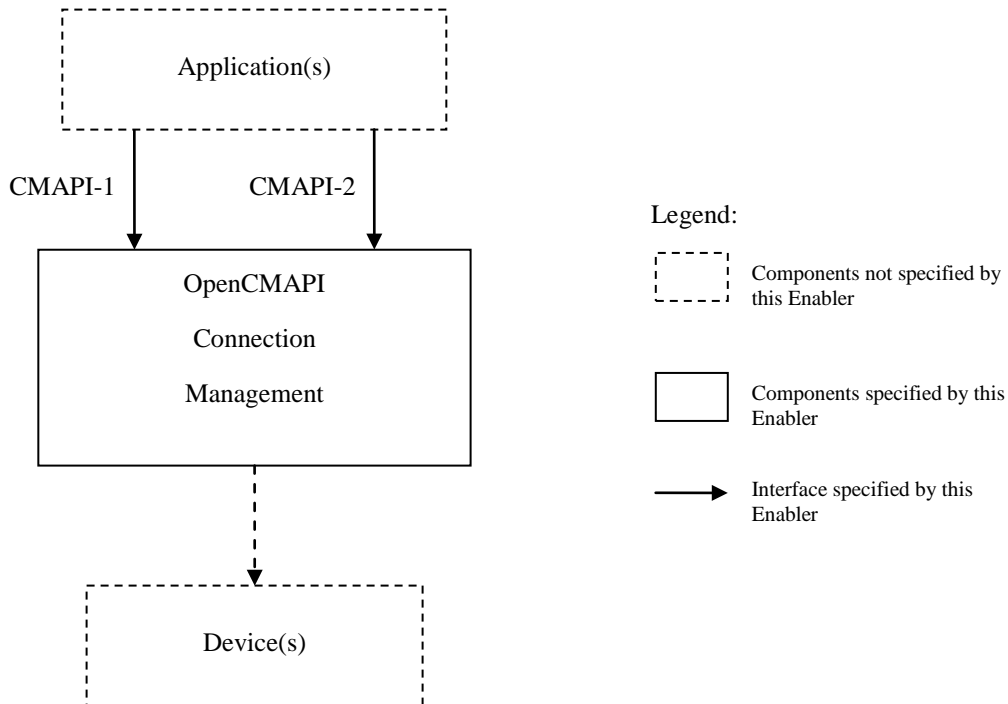 Application(s)
CMAPI-1
CMAPI-2
OpenCMAPI
Connection
Management
Device(s)
Legend:
Components not specified by
this Enabler
Components specified by this
Enabler
Interface specified by this
Enabler